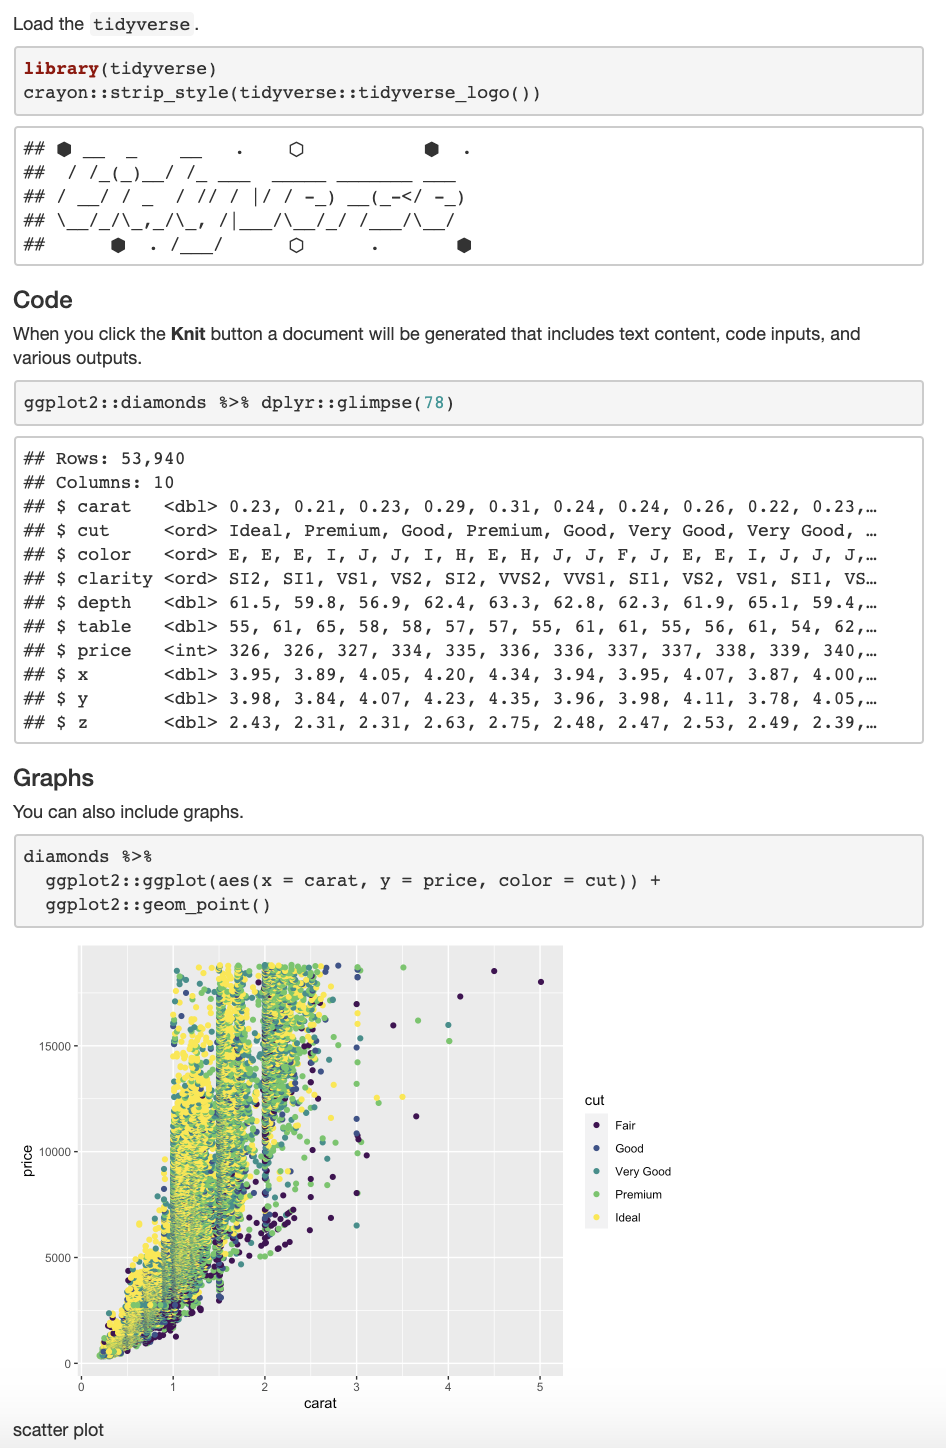 Load the tidyverse.
library(tidyverse)
crayon::strip_style(tidyverse::tidyverse_logo())
## ⬢ __  _    __   .    ⬡           ⬢  .
##  / /_(_)__/ /_ ___  _____ _______ ___
## / __/ / _  / // / |/ / -_) __(_-</ -_)
## \__/_/\_,_/\_, /|___/\__/_/ /___/\__/
##      ⬢  . /___/      ⬡      .       ⬢
Code
When you click the Knit button a document will be generated that includes text content, code inputs, and
various outputs.
ggplot2::diamonds %>% dplyr::glimpse(78)
## Rows: 53,940
## Columns: 10
## $ carat   <dbl> 0.23, 0.21, 0.23, 0.29, 0.31, 0.24, 0.24, 0.26, 0.22, 0.23,…
## $ cut     <ord> Ideal, Premium, Good, Premium, Good, Very Good, Very Good, …
## $ color   <ord> E, E, E, I, J, J, I, H, E, H, J, J, F, J, E, E, I, J, J, J,…
## $ clarity <ord> SI2, SI1, VS1, VS2, SI2, VVS2, VVS1, SI1, VS2, VS1, SI1, VS…
## $ depth   <dbl> 61.5, 59.8, 56.9, 62.4, 63.3, 62.8, 62.3, 61.9, 65.1, 59.4,…
## $ table   <dbl> 55, 61, 65, 58, 58, 57, 57, 55, 61, 61, 55, 56, 61, 54, 62,…
## $ price   <int> 326, 326, 327, 334, 335, 336, 336, 337, 337, 338, 339, 340,…
## $ x       <dbl> 3.95, 3.89, 4.05, 4.20, 4.34, 3.94, 3.95, 4.07, 3.87, 4.00,…
## $ y       <dbl> 3.98, 3.84, 4.07, 4.23, 4.35, 3.96, 3.98, 4.11, 3.78, 4.05,…
## $ z       <dbl> 2.43, 2.31, 2.31, 2.63, 2.75, 2.48, 2.47, 2.53, 2.49, 2.39,…
Graphs
You can also include graphs.
diamonds %>%
  ggplot2::ggplot(aes(x = carat, y = price, color = cut)) +
  ggplot2::geom_point()
15000
10000
5000
0
price
0 1 2 3 4 5
carat
cut
Fair
Good
Very Good
Premium
Ideal
scatter plot